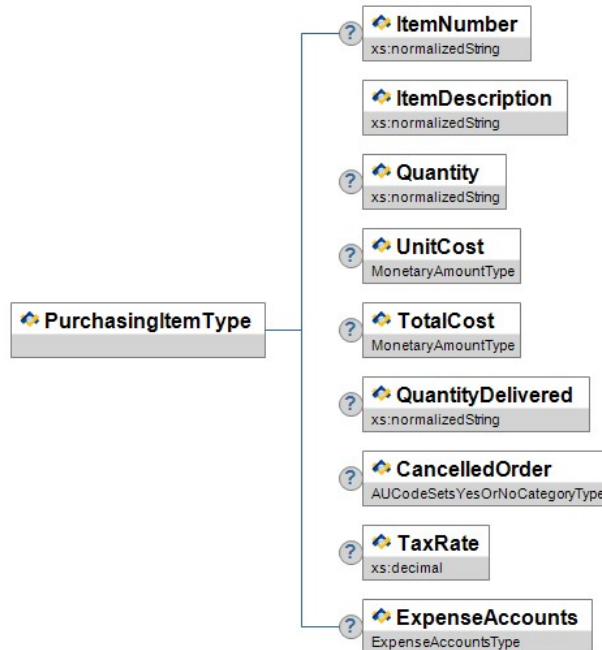 ? ItemNumber
xs:normalizedString
ItemDescription
xs:normalizedString
? Quantity
xs:normalizedString
? UnitCost
MonetaryAmountType
PurchasingItemType
? TotalCost
MonetaryAmountType
? QuantityDelivered
xs:normalizedString
? CancelledOrder
AUCodeSetsYesOrNoCategoryType
? TaxRate
xs:decimal
? ExpenseAccounts
ExpenseAccountsType